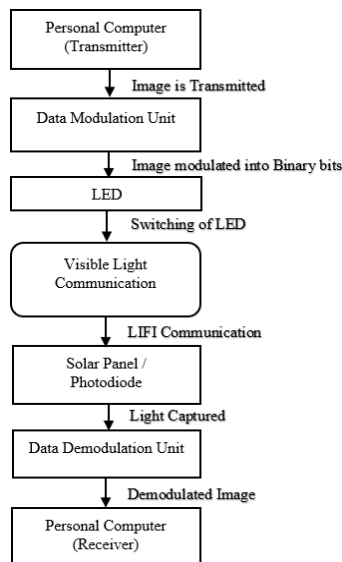 Personal Computer
(Transmitter)
Image is Transmitted
Data Modulation Unit
Image modulated into Binary bits
LED
Switching of LED
Visible Light
Communication
LIFI Communication
Solar Panel /
Photodiode
Light Captured
Data Demodulation Unit
Demodulated Image
Personal Computer
(Receiver)